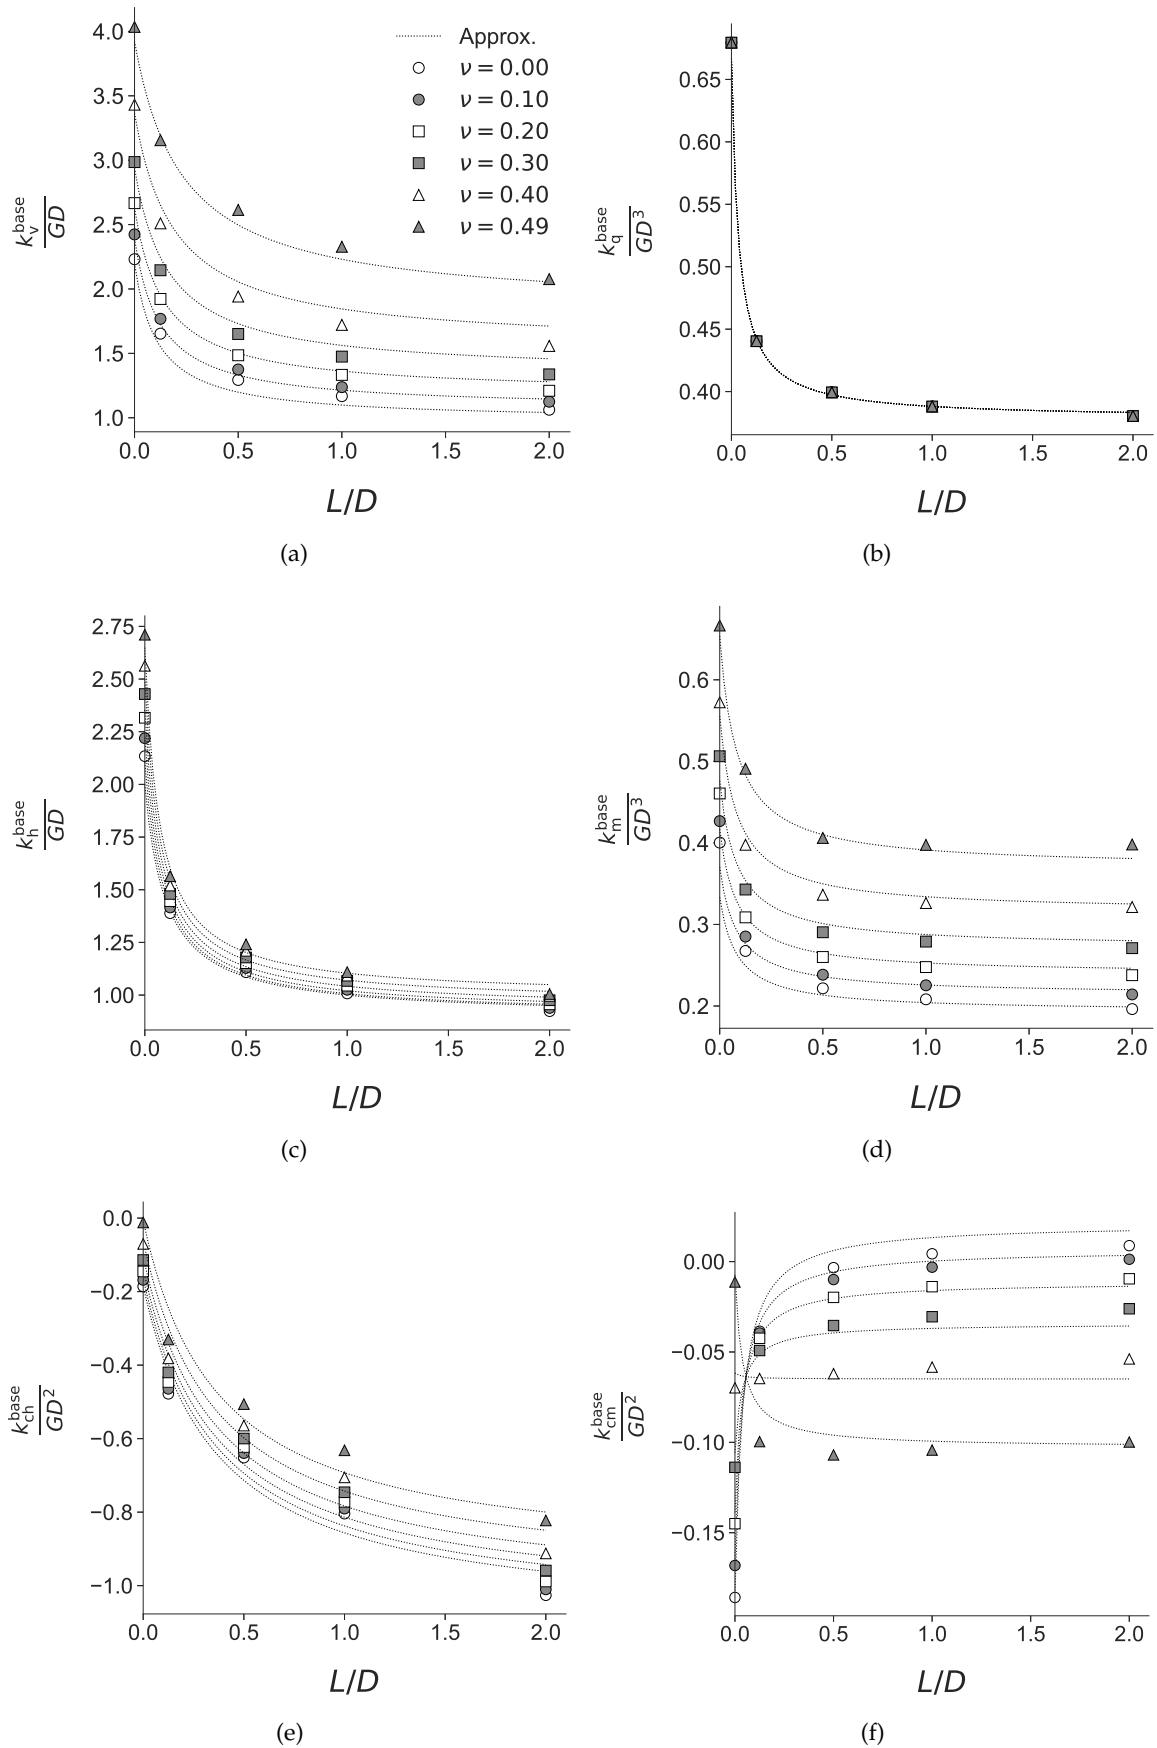 4.0
3.5
3.0
2.5
2.0
1.5
1.0
k_v^base / GD
Approx.
ν = 0.00
ν = 0.10
ν = 0.20
ν = 0.30
ν = 0.40
ν = 0.49
0.0 0.5 1.0 1.5 2.0
L/D
(a)
0.65
0.60
0.55
0.50
0.45
0.40
k_q^base / GD^3
0.0 0.5 1.0 1.5 2.0
L/D
(b)
2.75
2.50
2.25
2.00
1.75
1.50
1.25
1.00
k_h^base / GD
0.0 0.5 1.0 1.5 2.0
L/D
(c)
0.6
0.5
0.4
0.3
0.2
k_m^base / GD^3
0.0 0.5 1.0 1.5 2.0
L/D
(d)
0.0
−0.2
−0.4
−0.6
−0.8
−1.0
k_ch^base / GD^2
0.0 0.5 1.0 1.5 2.0
L/D
(e)
0.00
−0.05
−0.10
−0.15
k_cm^base / GD^2
0.0 0.5 1.0 1.5 2.0
L/D
(f)